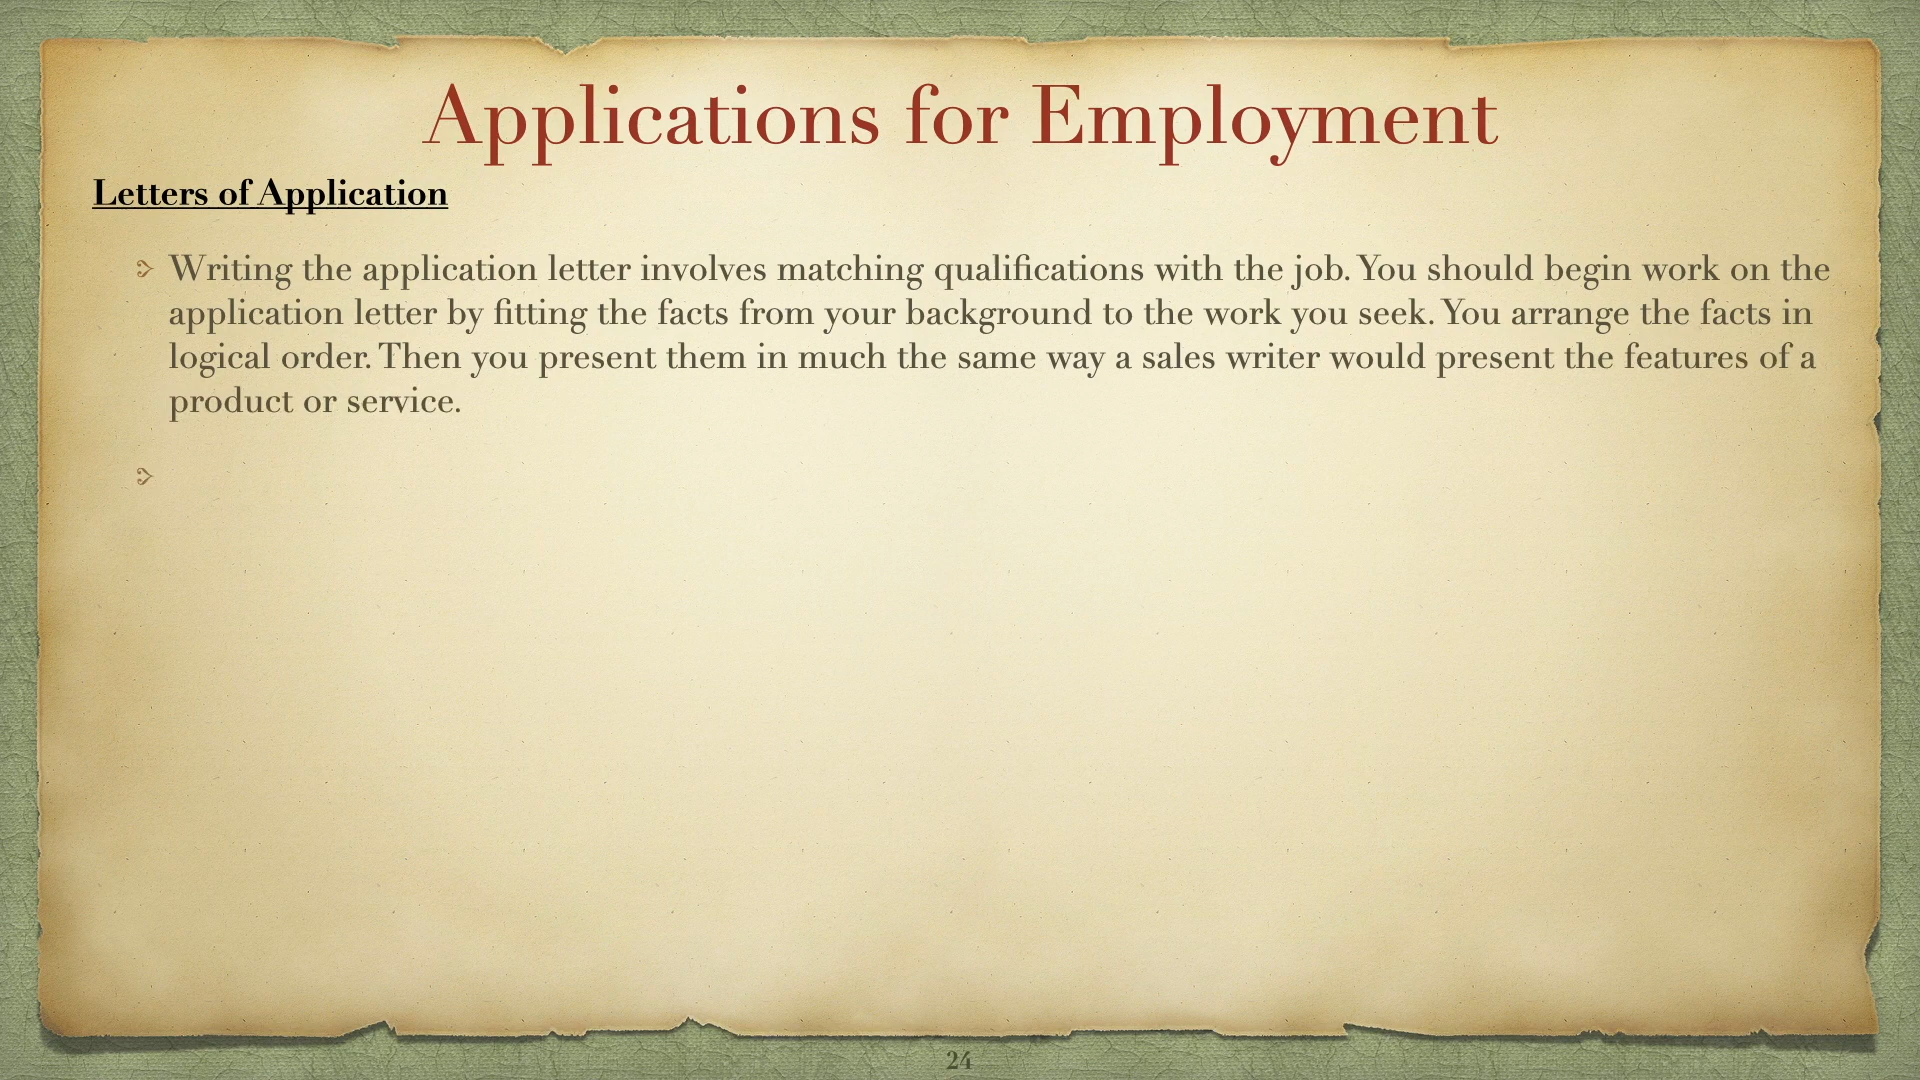 Applications for Employment
Letters of Application
Writing the application letter involves matching qualifications with the job. You should begin work on the
application letter by fitting the facts from your background to the work you seek. You arrange the facts in
logical order. Then you present them in much the same way a sales writer would present the features of a
product or service.
24